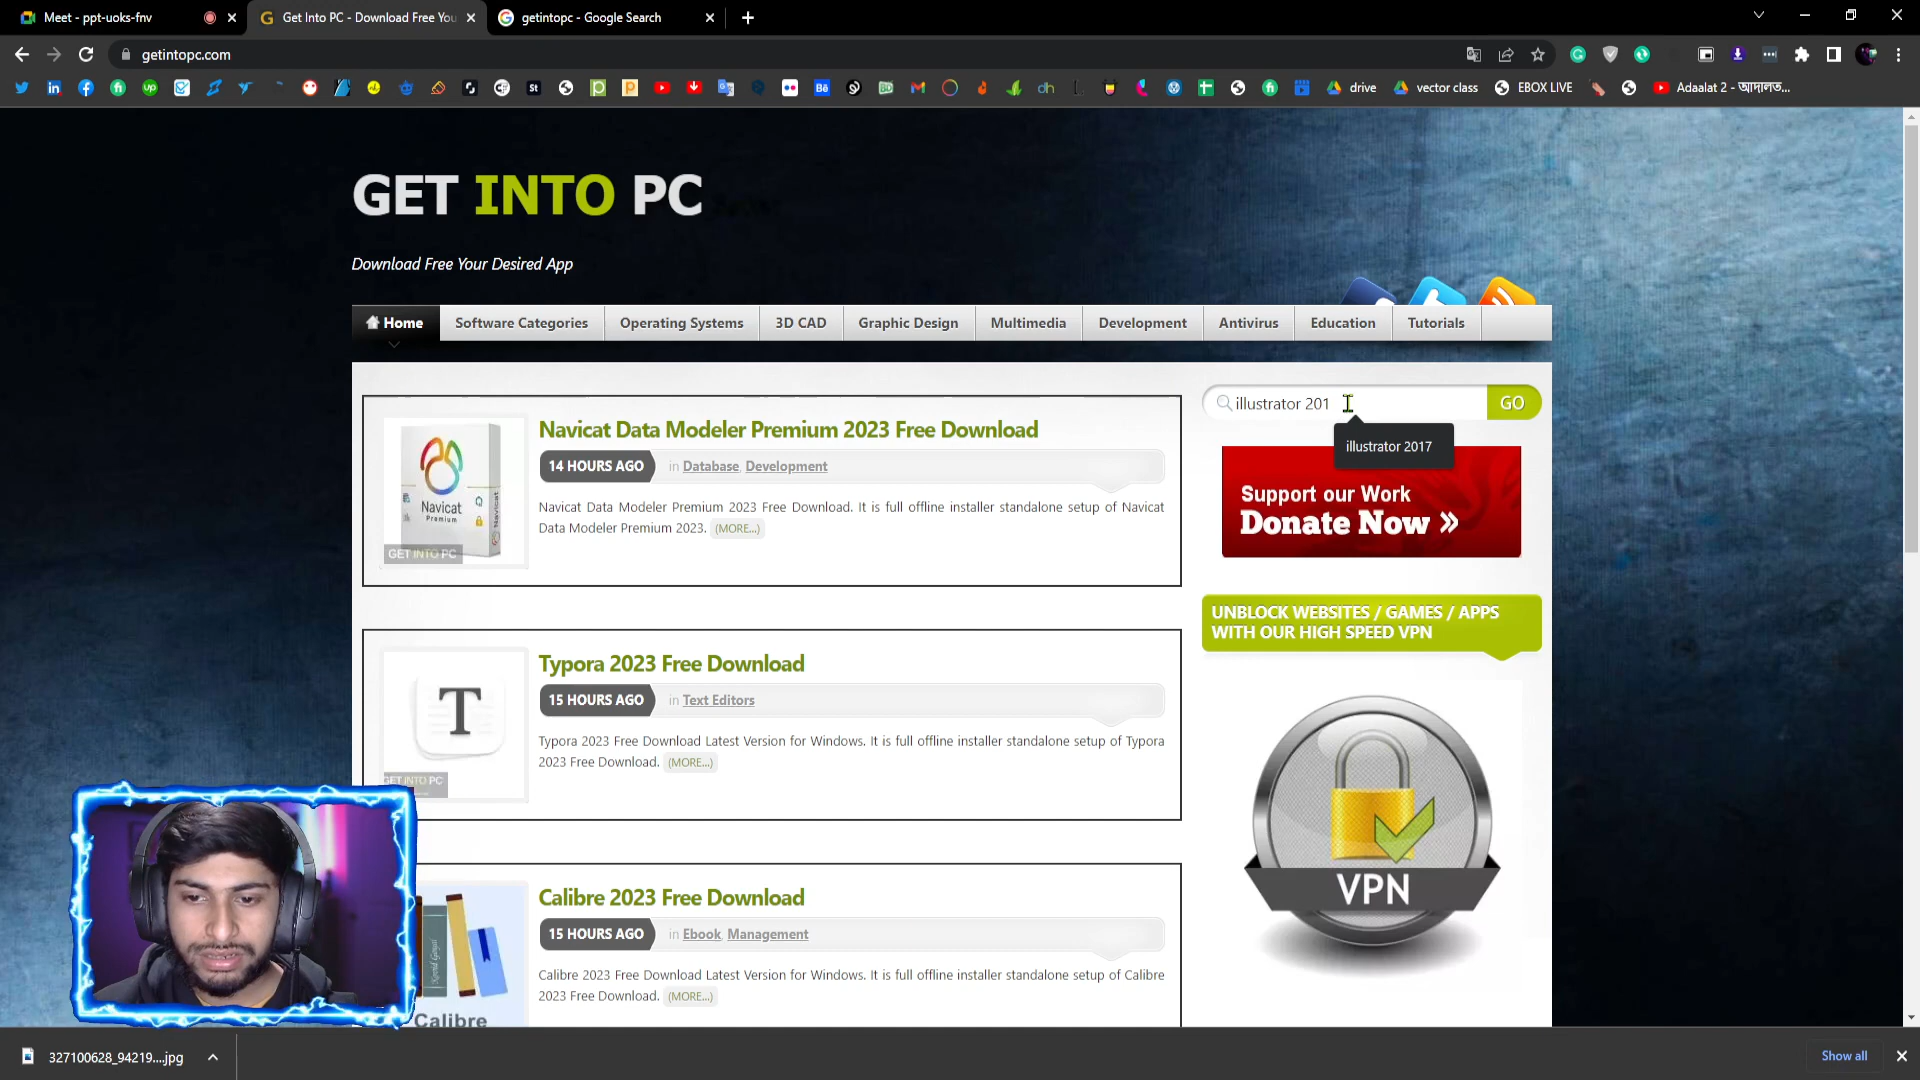 Meet - ppt-uoks-fnv
Get Into PC - Download Free You
getintopc - Google Search
getintopc.com
drive
vector class
EBOX LIVE
Adaalat 2 - আদালত...
GET INTO PC
Download Free Your Desired App
Home
Software Categories
Operating Systems
3D CAD
Graphic Design
Multimedia
Development
Antivirus
Education
Tutorials
illustrator 201
GO
illustrator 2017
Navicat Data Modeler Premium 2023 Free Download
14 HOURS AGO
in Database, Development
Navicat Data Modeler Premium 2023 Free Download. It is full offline installer standalone setup of Navicat
Data Modeler Premium 2023. (MORE...)
Navicat
Premium
GET INTO PC
Support our Work
Donate Now »
UNBLOCK WEBSITES / GAMES / APPS
WITH OUR HIGH SPEED VPN
VPN
Typora 2023 Free Download
15 HOURS AGO
in Text Editors
Typora 2023 Free Download Latest Version for Windows. It is full offline installer standalone setup of Typora
2023 Free Download. (MORE...)
T
GET INTO PC
Calibre 2023 Free Download
15 HOURS AGO
in Ebook, Management
Calibre 2023 Free Download Latest Version for Windows. It is full offline installer standalone setup of Calibre
2023 Free Download. (MORE...)
Calibre
327100628_94219....jpg
Show all